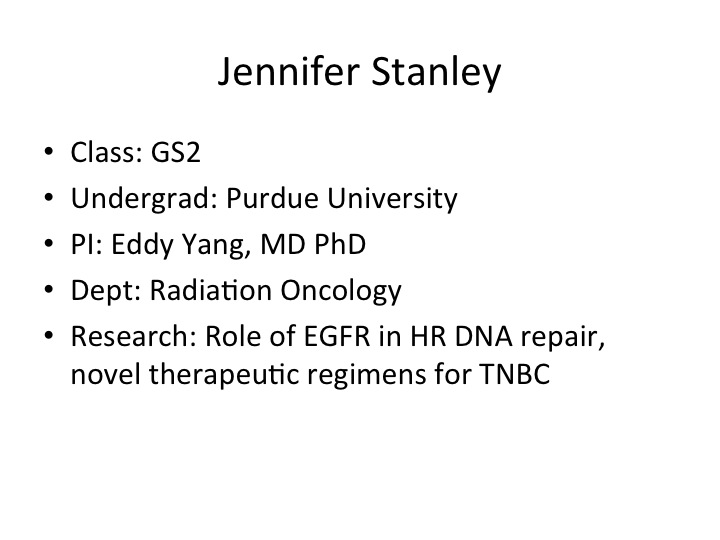 Jennifer Stanley
• Class: GS2
• Undergrad: Purdue University
• PI: Eddy Yang, MD PhD
• Dept: Radiation Oncology
• Research: Role of EGFR in HR DNA repair,
novel therapeutic regimens for TNBC